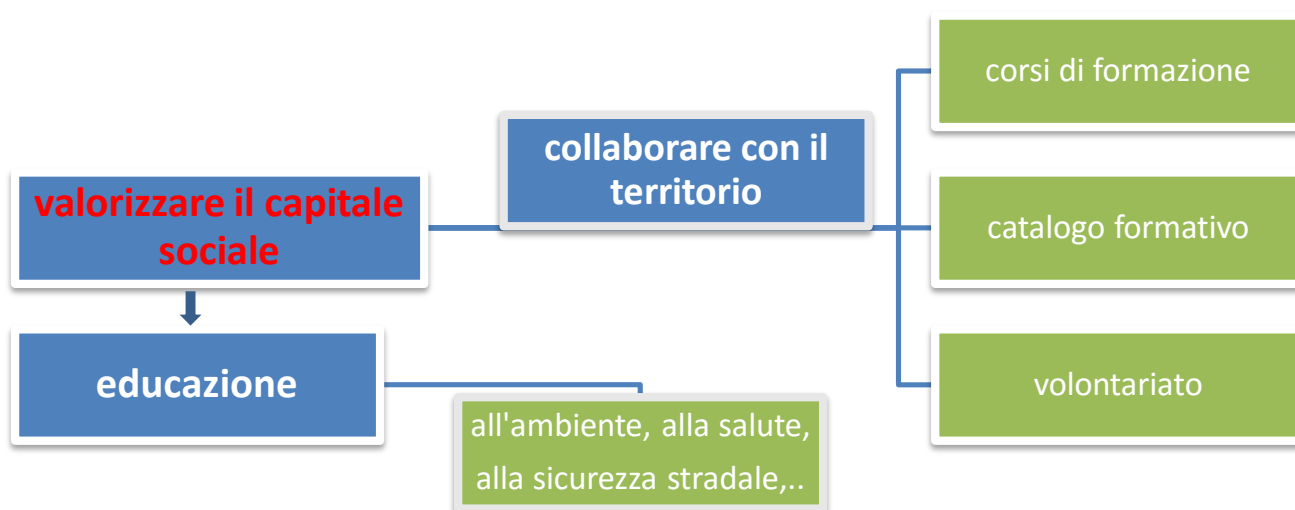 valorizzare il capitale
sociale
collaborare con il
territorio
corsi di formazione
catalogo formativo
volontariato
educazione
all'ambiente, alla salute,
alla sicurezza stradale,..